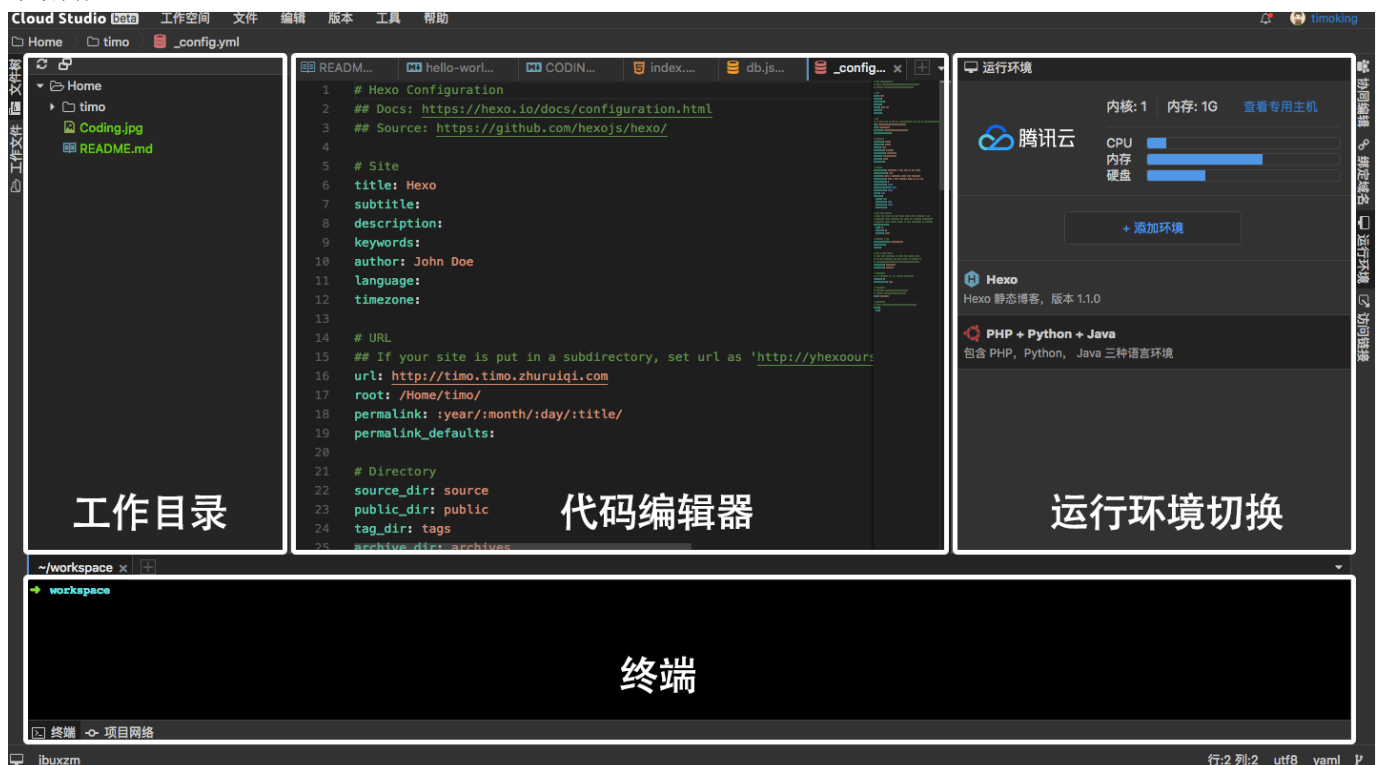 Cloud Studio Beta 工作空间 文件 编辑 版本 工具 帮助 timoking
Home timo _config.yml
文件树
工作文件
Home
timo
Coding.jpg
README.md
工作目录
READM... hello-worl... CODIN... index.... db.js... _config...
1 # Hexo Configuration
2 ## Docs: https://hexo.io/docs/configuration.html
3 ## Source: https://github.com/hexojs/hexo/
4
5 # Site
6 title: Hexo
7 subtitle:
8 description:
9 keywords:
10 author: John Doe
11 language:
12 timezone:
13
14 # URL
15 ## If your site is put in a subdirectory, set url as 'http://yhexoours
16 url: http://timo.timo.zhuruiqi.com
17 root: /Home/timo/
18 permalink: :year/:month/:day/:title/
19 permalink_defaults:
20
21 # Directory
22 source_dir: source
23 public_dir: public
24 tag_dir: tags
25 archive_dir: archives
代码编辑器
运行环境
内核: 1 内存: 1G 查看专用主机
腾讯云
CPU
内存
硬盘
+ 添加环境
Hexo
Hexo 静态博客，版本 1.1.0
PHP + Python + Java
包含 PHP，Python， Java 三种语言环境
运行环境切换
协同编辑
绑定域名
运行环境
访问链接
~/workspace
workspace
终端
终端 项目网络
jbuxzm 行:2 列:2 utf8 yaml